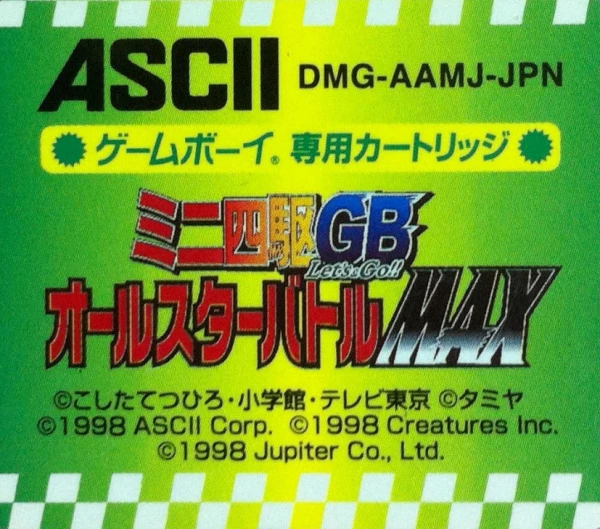 ASCII DMG-AAMJ-JPN
ゲームボーイ® 専用カートリッジ
ミニ四駆GB
Let's&Go!!
オールスターバトルMAX
©こしたてつひろ・小学館・テレビ東京 ©タミヤ
©1998 ASCII Corp. ©1998 Creatures Inc.
©1998 Jupiter Co., Ltd.